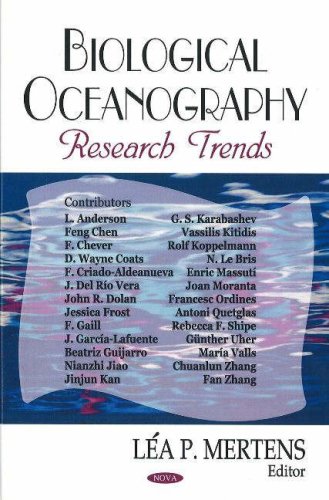 BIOLOGICAL
OCEANOGRAPHY
Research Trends
Contributors
L. Anderson
Feng Chen
F. Chever
D. Wayne Coats
F. Criado-Aldeanueva
J. Del Río Vera
John R. Dolan
Jessica Frost
F. Gaill
J. García-Lafuente
Beatriz Guijarro
Nianzhi Jiao
Jinjun Kan
G. S. Karabashev
Vassilis Kitidis
Rolf Koppelmann
N. Le Bris
Enric Massutí
Joan Moranta
Francesc Ordines
Antoni Quetglas
Rebecca F. Shipe
Günther Uher
María Valls
Chuanlun Zhang
Fan Zhang
LÉA P. MERTENS
Editor
NOVA